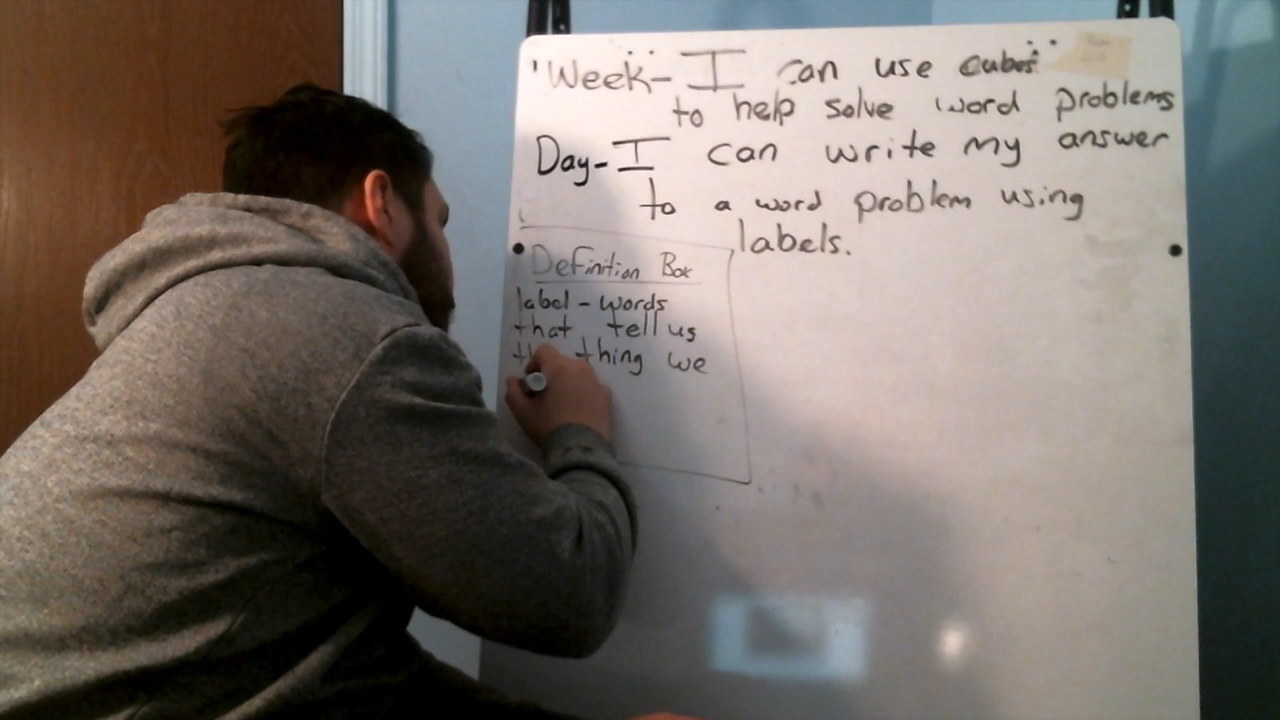 Week - I can use cubes
to help solve word problems
Day - I can write my answer
to a word problem using
labels.
Definition Box
label - words
that tell us
thing we